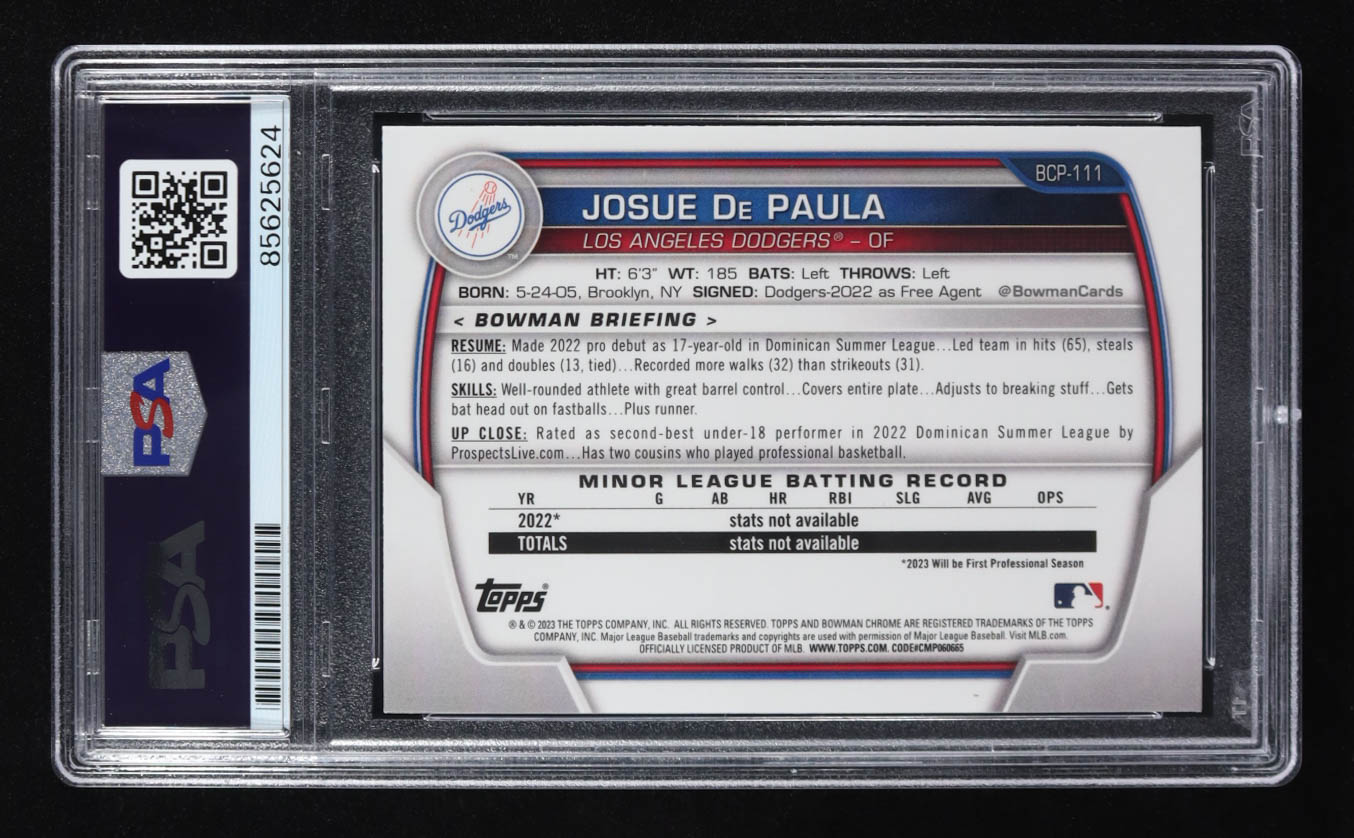 85625624
PSA
PSA
PSA
BCP-111
Dodgers
TM
JOSUE DE PAULA
LOS ANGELES DODGERS® – OF
HT: 6'3" WT: 185 BATS: Left THROWS: Left
BORN: 5-24-05, Brooklyn, NY SIGNED: Dodgers-2022 as Free Agent @BowmanCards
< BOWMAN BRIEFING >
RESUME: Made 2022 pro debut as 17-year-old in Dominican Summer League...Led team in hits (65), steals
(16) and doubles (13, tied)...Recorded more walks (32) than strikeouts (31).
SKILLS: Well-rounded athlete with great barrel control...Covers entire plate...Adjusts to breaking stuff...Gets
bat head out on fastballs...Plus runner.
UP CLOSE: Rated as second-best under-18 performer in 2022 Dominican Summer League by
ProspectsLive.com...Has two cousins who played professional basketball.
MINOR LEAGUE BATTING RECORD
YR G AB HR RBI SLG AVG OPS
2022* stats not available
TOTALS stats not available
*2023 Will be First Professional Season
Topps®
® & © 2023 THE TOPPS COMPANY, INC. ALL RIGHTS RESERVED. TOPPS AND BOWMAN CHROME ARE REGISTERED TRADEMARKS OF THE TOPPS
COMPANY, INC. Major League Baseball trademarks and copyrights are used with permission of Major League Baseball. Visit MLB.com.
OFFICIALLY LICENSED PRODUCT OF MLB. WWW.TOPPS.COM. CODE#CMP060665